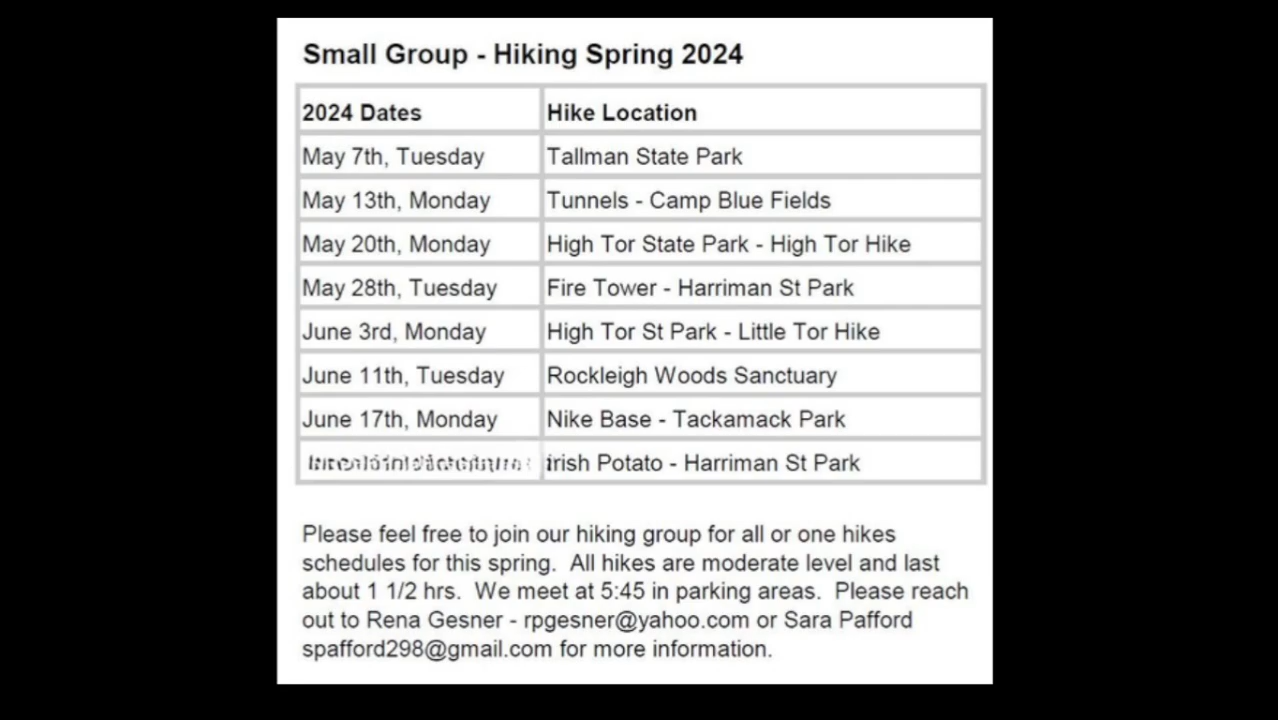 Small Group - Hiking Spring 2024
2024 Dates Hike Location
May 7th, Tuesday Tallman State Park
May 13th, Monday Tunnels - Camp Blue Fields
May 20th, Monday High Tor State Park - High Tor Hike
May 28th, Tuesday Fire Tower - Harriman St Park
June 3rd, Monday High Tor St Park - Little Tor Hike
June 11th, Tuesday Rockleigh Woods Sanctuary
June 17th, Monday Nike Base - Tackamack Park
Irish Potato - Harriman St Park
Please feel free to join our hiking group for all or one hikes
schedules for this spring. All hikes are moderate level and last
about 1 1/2 hrs. We meet at 5:45 in parking areas. Please reach
out to Rena Gesner - rpgesner@yahoo.com or Sara Pafford
spafford298@gmail.com for more information.